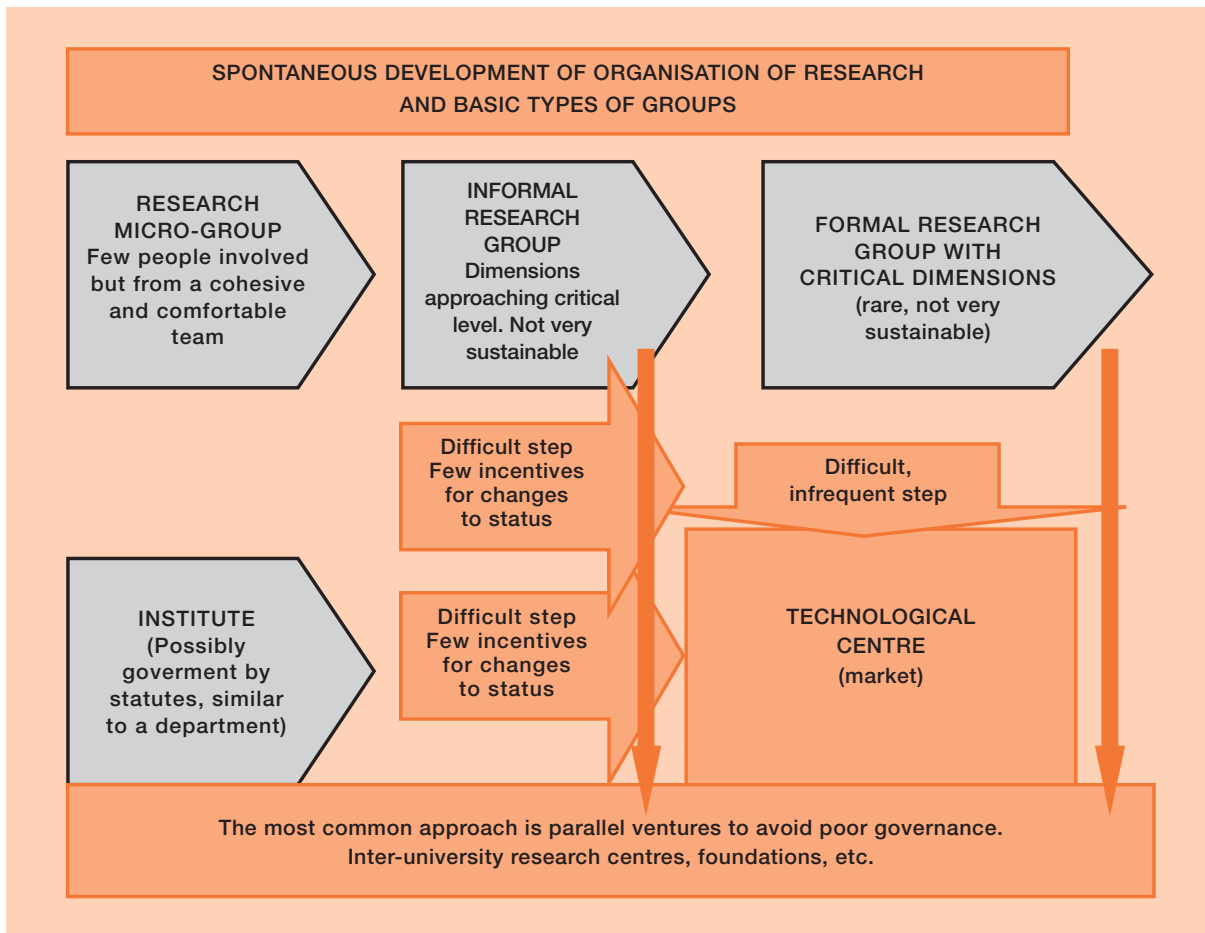 SPONTANEOUS DEVELOPMENT OF ORGANISATION OF RESEARCH
AND BASIC TYPES OF GROUPS
RESEARCH
MICRO-GROUP
Few people involved
but from a cohesive
and comfortable
team
INFORMAL
RESEARCH
GROUP
Dimensions
approaching critical
level. Not very
sustainable
FORMAL RESEARCH
GROUP WITH
CRITICAL DIMENSIONS
(rare, not very
sustainable)
Difficult step
Few incentives
for changes
to status
Difficult,
infrequent step
INSTITUTE
(Possibly
goverment by
statutes, similar
to a department)
Difficult step
Few incentives
for changes
to status
TECHNOLOGICAL
CENTRE
(market)
The most common approach is parallel ventures to avoid poor governance.
Inter-university research centres, foundations, etc.